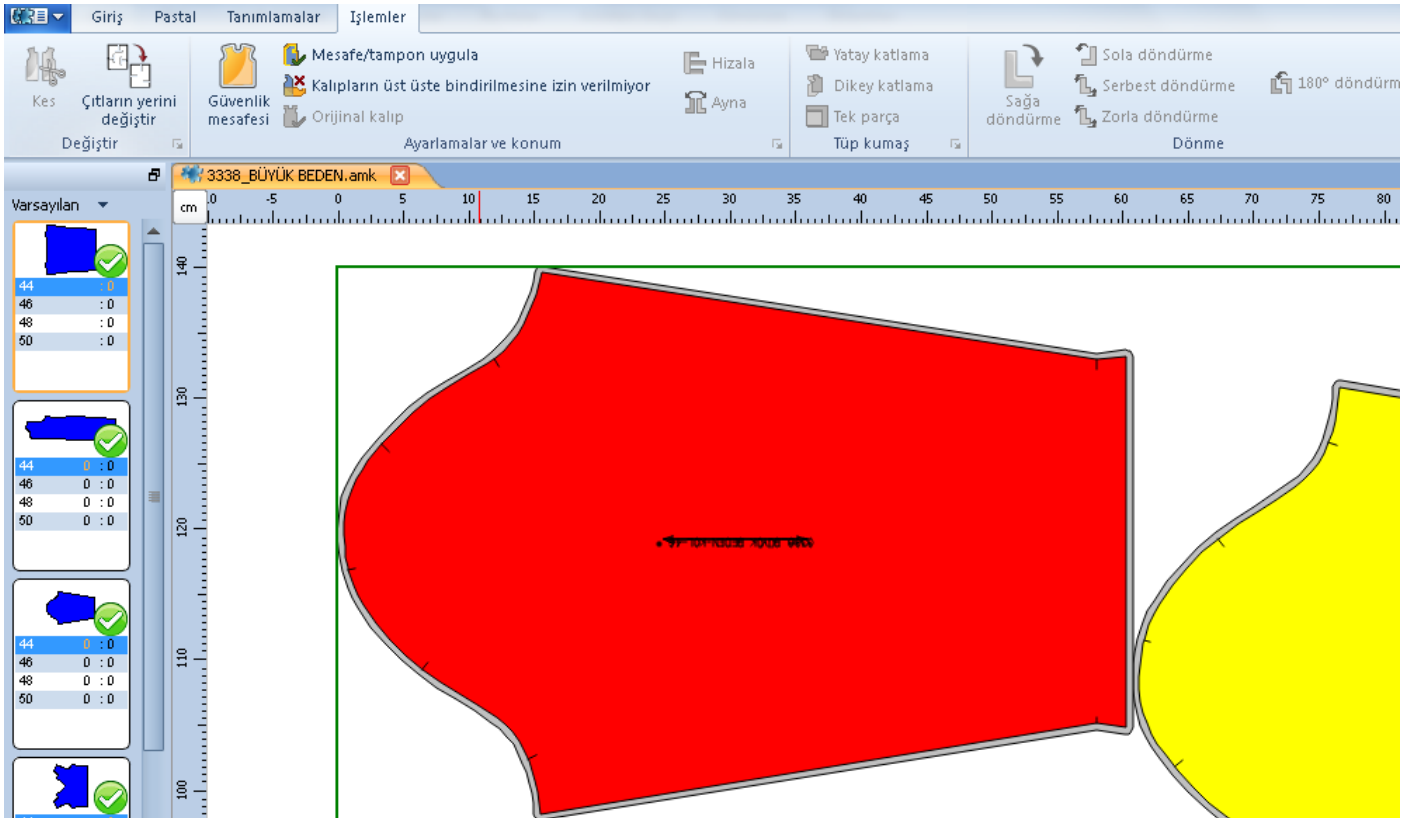 Giriş Pastal Tanımlamalar Işlemler
Kes
Çıtların yerini değiştir
Değiştir
Güvenlik mesafesi
Mesafe/tampon uygula
Kalıpların üst üste bindirilmesine izin verilmiyor
Orijinal kalıp
Hizala
Ayna
Ayarlamalar ve konum
Yatay katlama
Dikey katlama
Tek parça
Tüp kumaş
Sağa döndürme
Sola döndürme
Serbest döndürme
Zorla döndürme
180º döndürm
Dönme
3338_BÜYÜK BEDEN.amk
Varsayılan
cm
0 -5 0 5 10 15 20 25 30 35 40 45 50 55 60 65 70 75 80
140
130
120
110
100
44 : 0
46 : 0
48 : 0
50 : 0
44 0 : 0
46 0 : 0
48 0 : 0
50 0 : 0
44 0 : 0
46 0 : 0
48 0 : 0
50 0 : 0